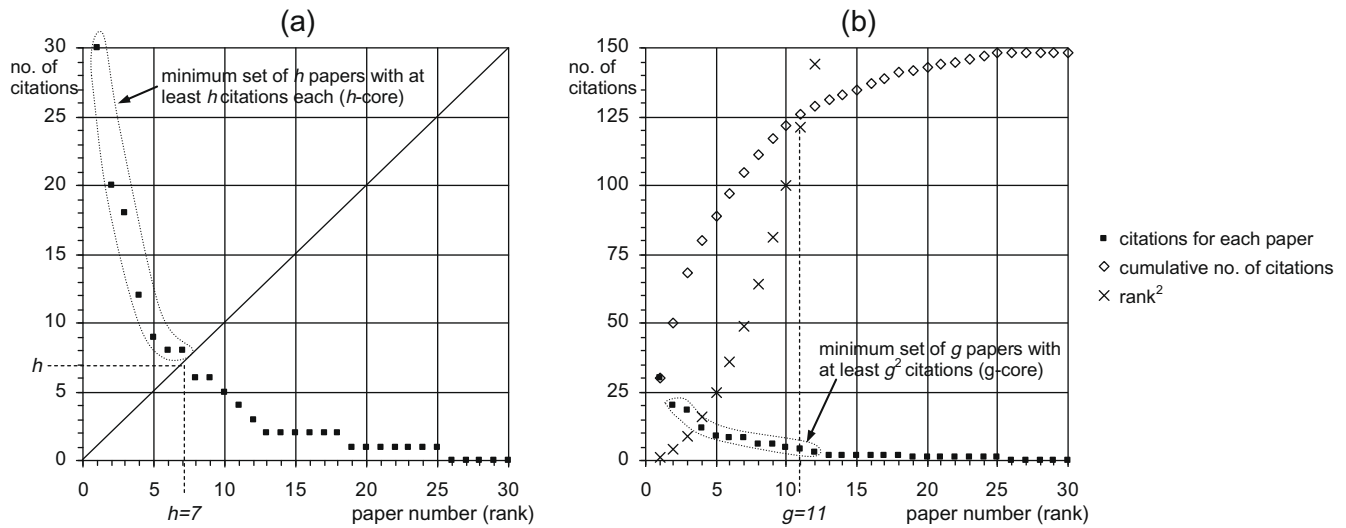 (a)
30
no. of
citations
25
20
15
10
h
5
0
minimum set of h papers with at
least h citations each (h-core)
0 5 10 15 20 25 30
h=7
paper number (rank)
(b)
150
no. of
citations
125
100
75
50
25
0
minimum set of g papers with
at least g² citations (g-core)
0 5 10 15 20 25 30
g=11
paper number (rank)
citations for each paper
cumulative no. of citations
rank²